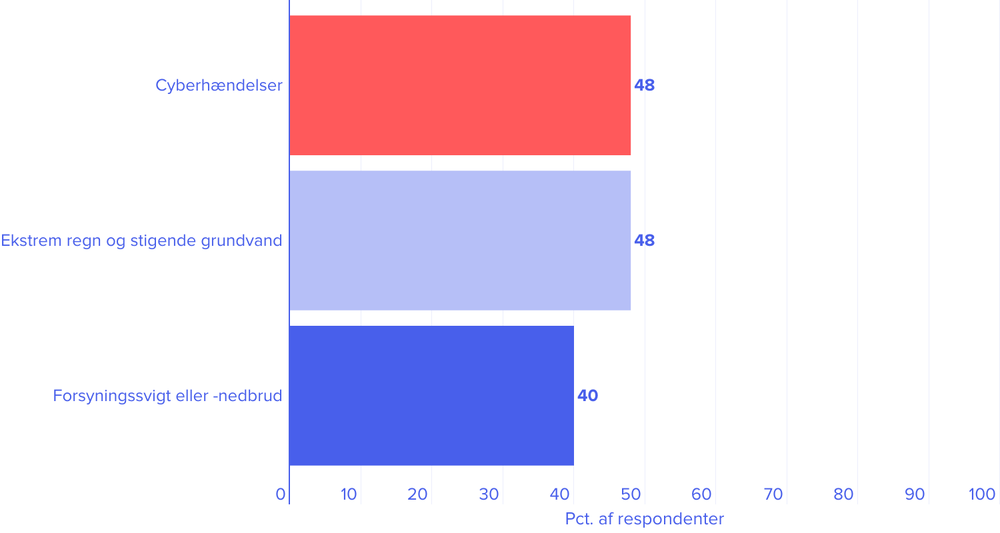 Cyberhændelser
48
Ekstrem regn og stigende grundvand
48
Forsyningssvigt eller -nedbrud
40
0 10 20 30 40 50 60 70 80 90 100
Pct. af respondenter